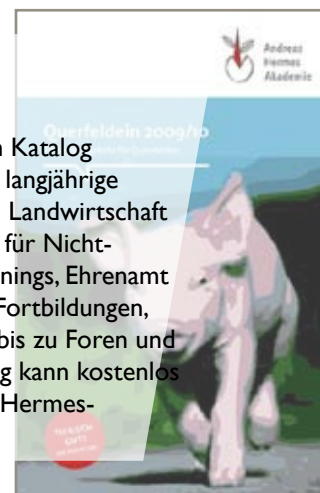 Andreas
Hermes
Akademie
Querfeldein 2009/10
Katalog
langjährige
Landwirtschaft
für Nicht-
nings, Ehrenamt
Fortbildungen,
bis zu Foren und
g kann kostenlos
Hermes-